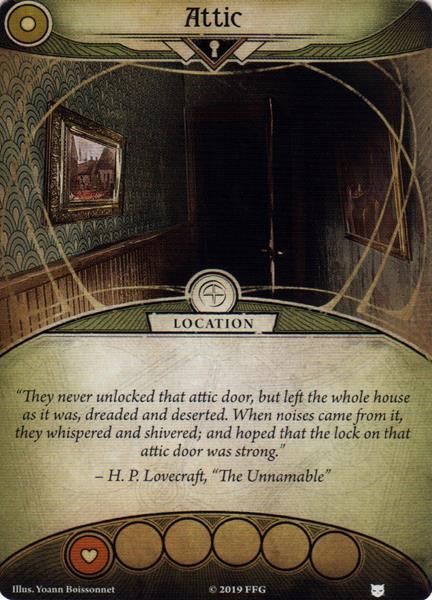 Attic
LOCATION
“They never unlocked that attic door, but left the whole house
as it was, dreaded and deserted. When noises came from it,
they whispered and shivered; and hoped that the lock on that
attic door was strong.”
– H. P. Lovecraft, “The Unnamable”
Illus. Yoann Boissonnet
© 2019 FFG